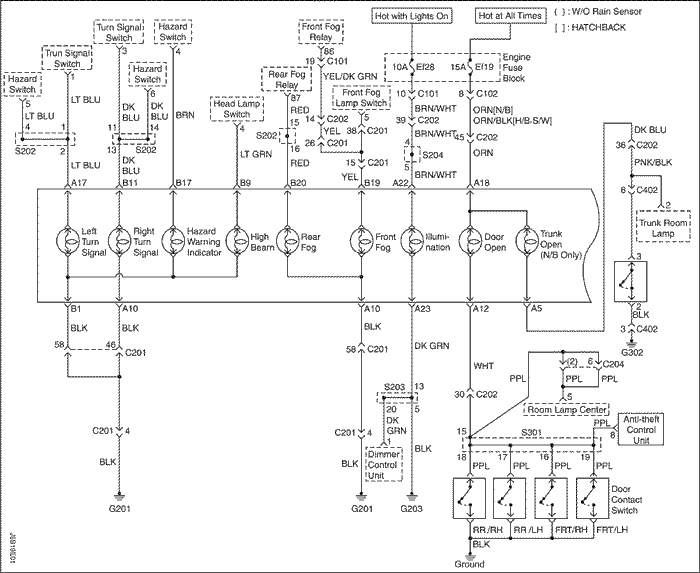 Hot with Lights On
Hot at All Times
( ) : W/O Rain Sensor
[ ] : HATCHBACK
Trun Signal
Switch
Turn Signal
Switch
Hazard
Switch
Front Fog
Relay
Hazard
Switch
Hazard
Switch
Rear Fog
Relay
Head Lamp
Switch
Front Fog
Lamp Switch
Engine
Fuse
Block
10A
Ef28
15A
Ef19
1
3
4
86
19
C101
YEL/DK GRN
5
6
4
1
LT BLU
LT BLU
DK
BLU
DK
BLU
11
14
13
S202
S202
2
LT BLU
DK
BLU
BRN
4
LT GRN
87
RED
15
S202
16
RED
14
C202
YEL
26
C201
5
38
C201
15
C201
YEL
10
C101
BRN/WHT
39
C202
BRN/WHT
4
S204
5
BRN/WHT
8
C102
ORN[N/B]
ORN/BLK[H/B.S/W]
45
C202
ORN
DK BLU
36
C202
PNK/BLK
6
C402
2
Trunk Room
Lamp
A17
B11
B17
B9
B20
B19
A22
A18
Left
Turn
Signal
Right
Turn
Signal
Hazard
Warning
Indicator
High
Beam
Rear
Fog
Front
Fog
Illumi-
nation
Door
Open
Trunk
Open
(N/B Only)
3
2
BLK
3
C402
G302
B1
A10
A10
A23
A12
A5
BLK
BLK
58
46
C201
C201
4
BLK
G201
BLK
58
C201
C201
4
BLK
G201
DK GRN
S203
13
20
5
DK
GRN
1
Dimmer
Control
Unit
BLK
G203
WHT
30
C202
PPL
(2)
6
C204
PPL
PPL
5
Room Lamp Center
15
S301
PPL
8
Anti-theft
Control
Unit
18
17
16
19
PPL
PPL
PPL
PPL
Door
Contact
Switch
RR/RH
RR/LH
FRT/RH
FRT/LH
BLK
Ground